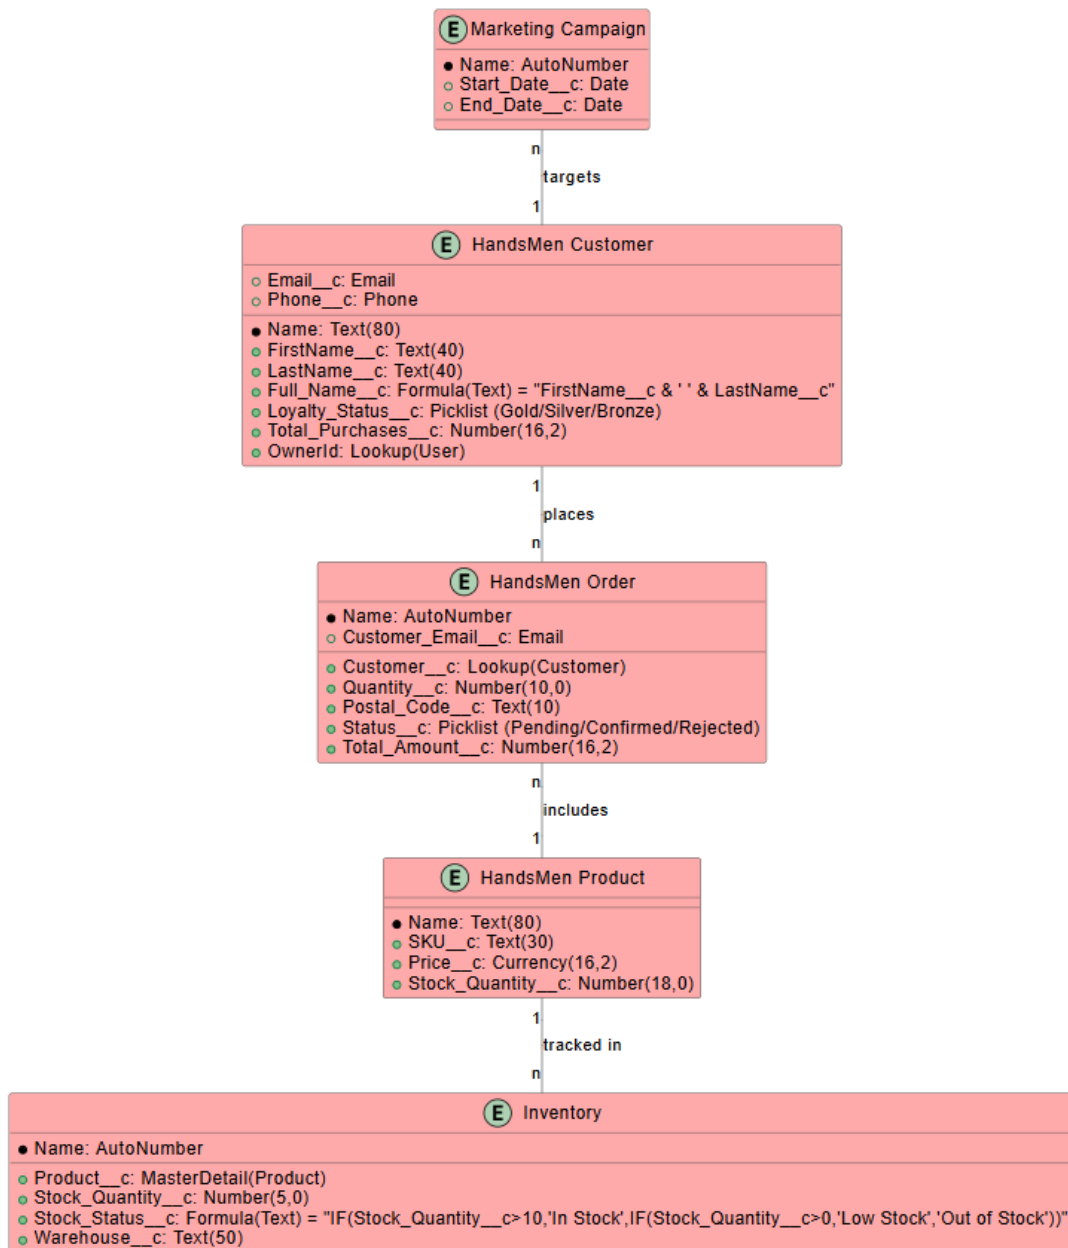 E Marketing Campaign
Name: AutoNumber
Start_Date__c: Date
End_Date__c: Date
n
targets
1
E HandsMen Customer
Email__c: Email
Phone__c: Phone
Name: Text(80)
FirstName__c: Text(40)
LastName__c: Text(40)
Full_Name__c: Formula(Text) = "FirstName__c & ' ' & LastName__c"
Loyalty_Status__c: Picklist (Gold/Silver/Bronze)
Total_Purchases__c: Number(16,2)
OwnerId: Lookup(User)
1
places
n
E HandsMen Order
Name: AutoNumber
Customer_Email__c: Email
Customer__c: Lookup(Customer)
Quantity__c: Number(10,0)
Postal_Code__c: Text(10)
Status__c: Picklist (Pending/Confirmed/Rejected)
Total_Amount__c: Number(16,2)
n
includes
1
E HandsMen Product
Name: Text(80)
SKU__c: Text(30)
Price__c: Currency(16,2)
Stock_Quantity__c: Number(18,0)
1
tracked in
n
E Inventory
Name: AutoNumber
Product__c: MasterDetail(Product)
Stock_Quantity__c: Number(5,0)
Stock_Status__c: Formula(Text) = "IF(Stock_Quantity__c>10,'In Stock',IF(Stock_Quantity__c>0,'Low Stock','Out of Stock'))"
Warehouse__c: Text(50)